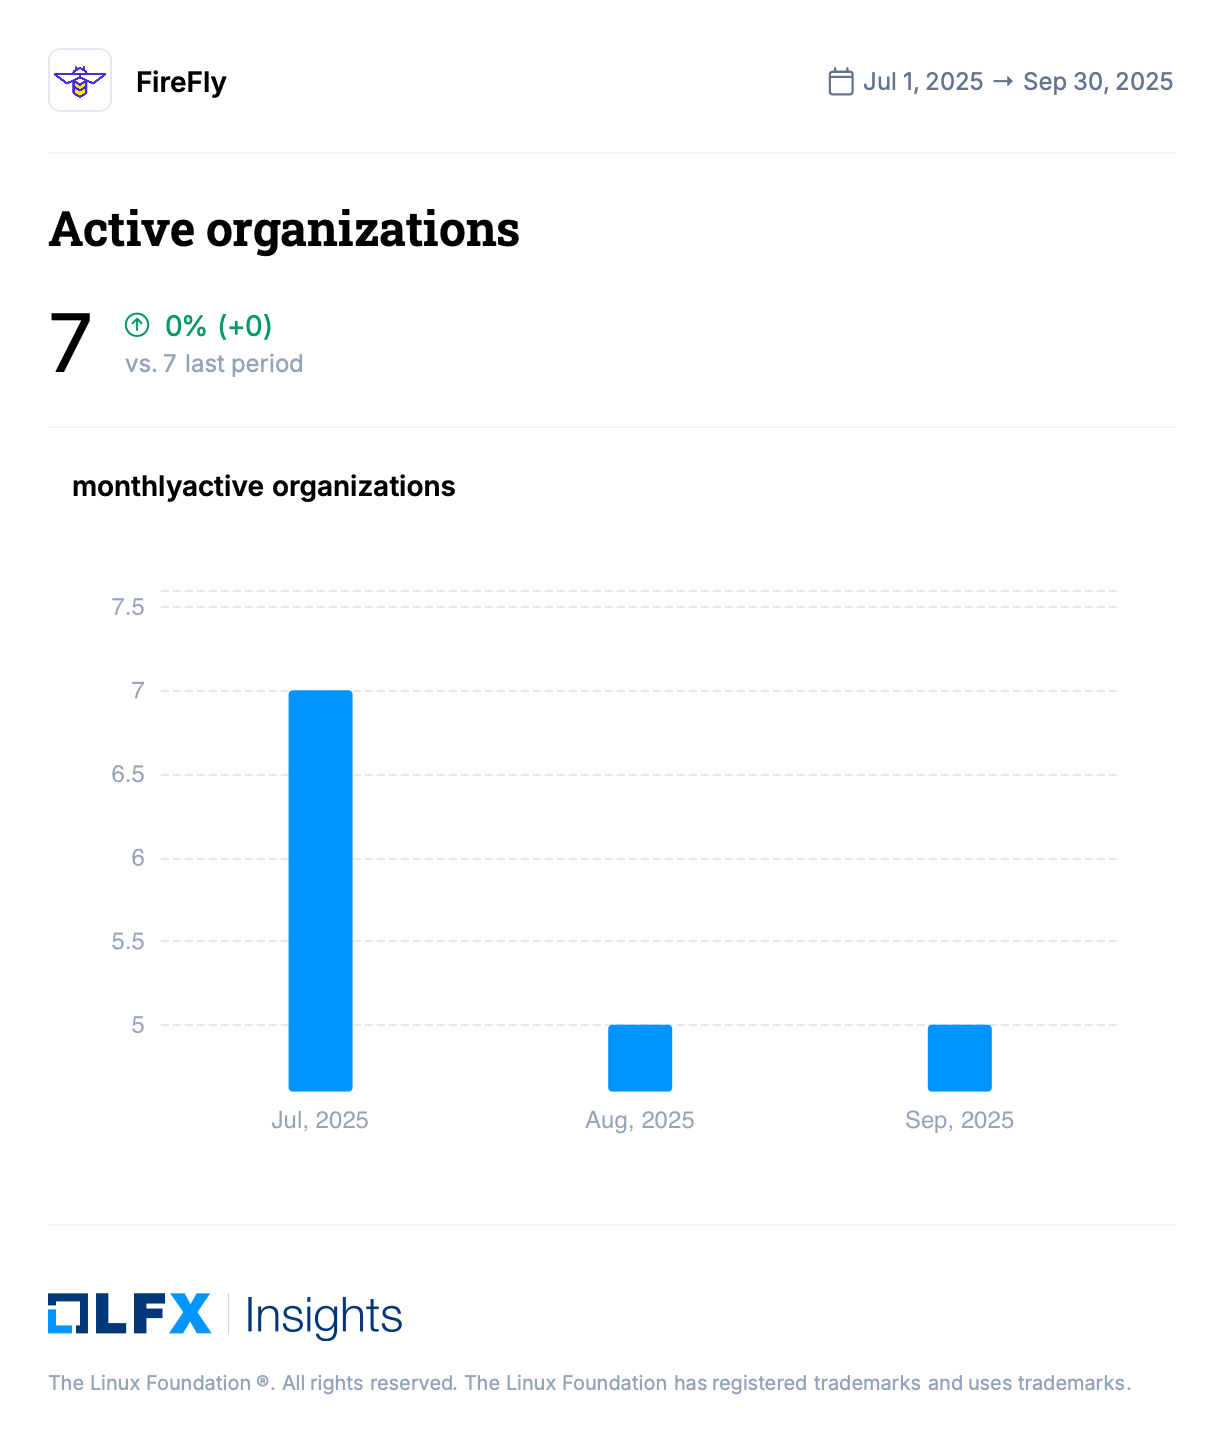 FireFly
Jul 1, 2025 → Sep 30, 2025
Active organizations
7
0% (+0)
vs. 7 last period
monthlyactive organizations
7.5
7
6.5
6
5.5
5
Jul, 2025 Aug, 2025 Sep, 2025
LFX Insights
The Linux Foundation ®. All rights reserved. The Linux Foundation has registered trademarks and uses trademarks.